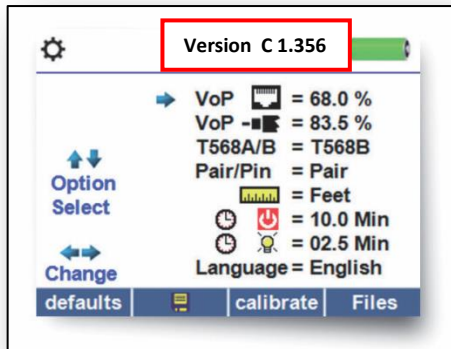 Version C 1.356
VoP = 68.0 %
VoP = 83.5 %
T568A/B = T568B
Pair/Pin = Pair
= Feet
Option
Select
= 10.0 Min
= 02.5 Min
Change
Language = English
defaults calibrate Files